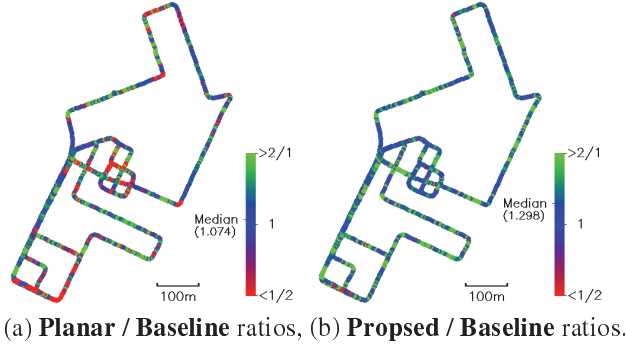 >2/1
Median
(1.074)
1
<1/2
100m
>2/1
Median
(1.298)
1
<1/2
100m
(a) Planar / Baseline ratios, (b) Propsed / Baseline ratios.